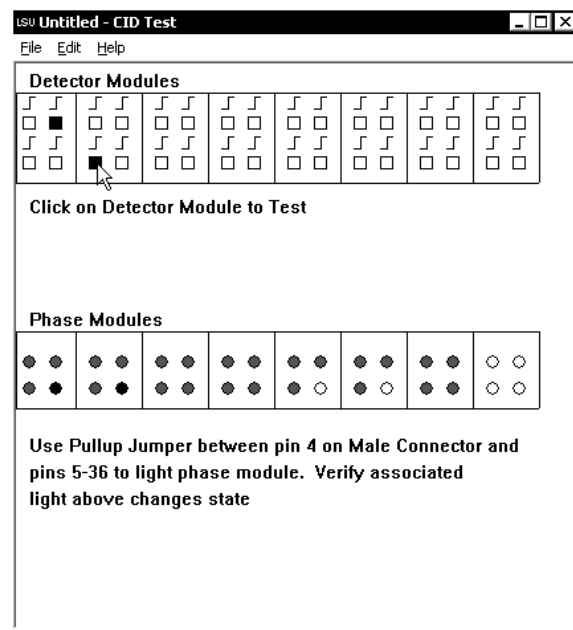 LSU Untitled - CID Test
File Edit Help
Detector Modules
Click on Detector Module to Test
Phase Modules
Use Pullup Jumper between pin 4 on Male Connector and
pins 5-36 to light phase module. Verify associated
light above changes state